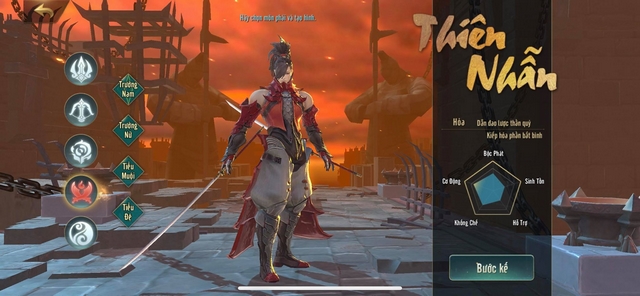 Hãy chọn môn phái và tạo hình
Thiên
Nhẫn
Trưởng
Nam
Trưởng
Nữ
Tiểu
Muội
Tiểu
Đệ
Hỏa
Dẫn đao lược thần quỷ
Kiếp hỏa phần bất bình
Bộc Phát
Cơ Động
Sinh Tồn
Khống Chế
Hỗ Trợ
Bước kế